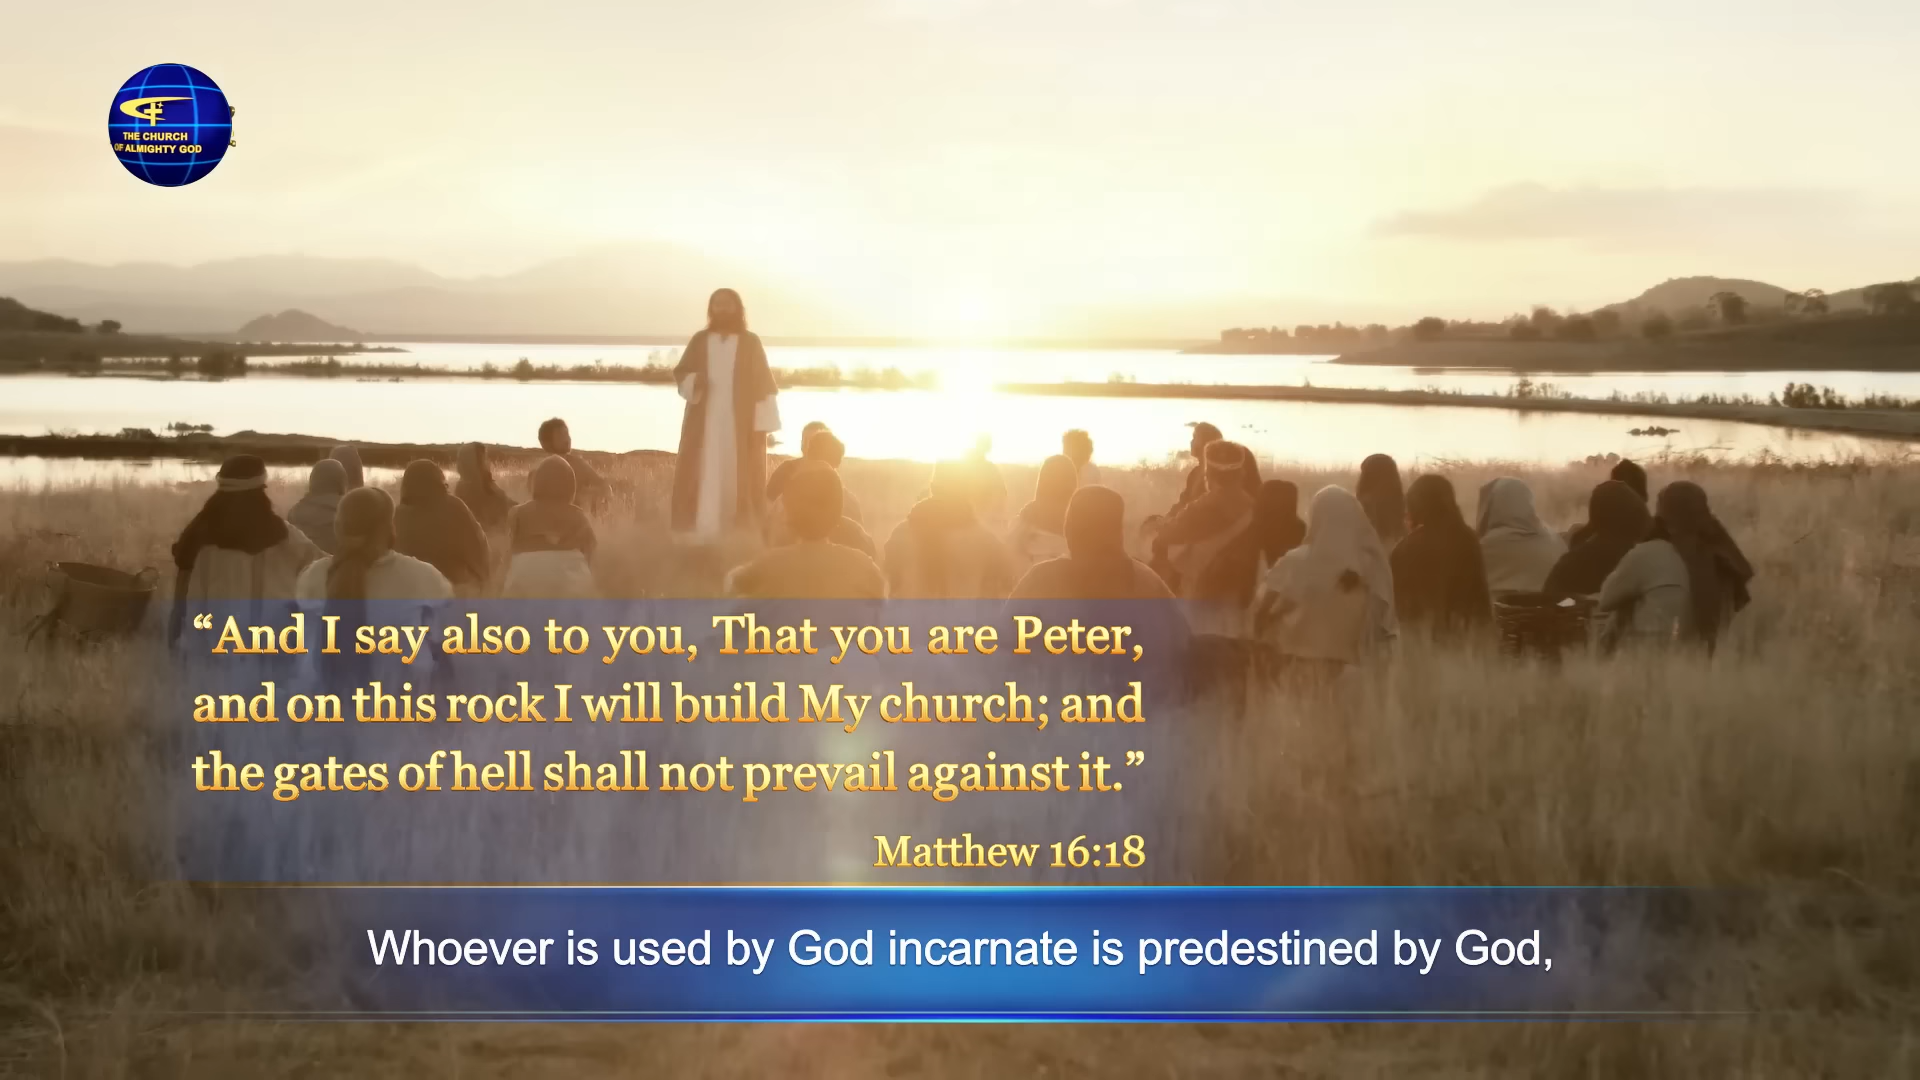 THE CHURCH
OF ALMIGHTY GOD
“And I say also to you, That you are Peter,
and on this rock I will build My church; and
the gates of hell shall not prevail against it.”
Matthew 16:18
Whoever is used by God incarnate is predestined by God,